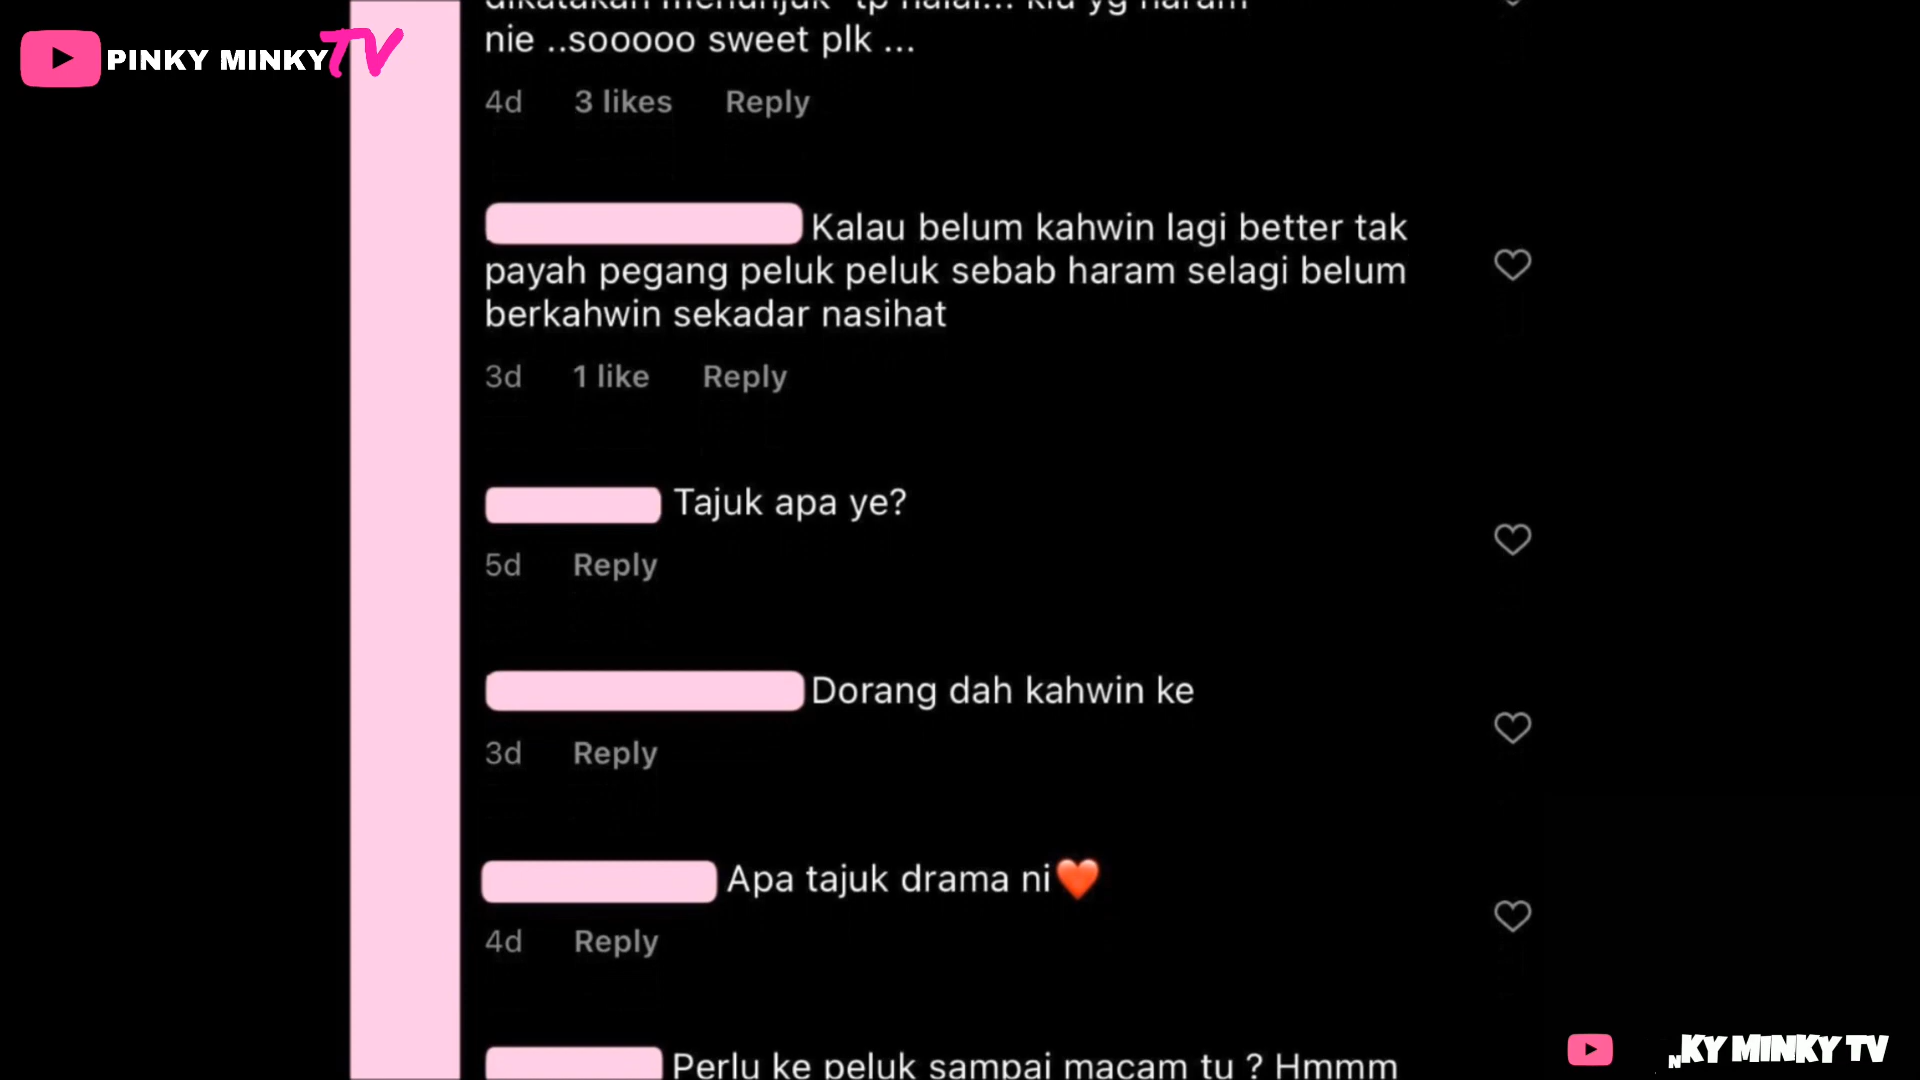 PINKY MINKY TV
nie ..sooooo sweet plk ...
4d 3 likes Reply
Kalau belum kahwin lagi better tak
payah pegang peluk peluk sebab haram selagi belum
berkahwin sekadar nasihat
3d 1 like Reply
Tajuk apa ye?
5d Reply
Dorang dah kahwin ke
3d Reply
Apa tajuk drama ni❤️
4d Reply
Perlu ke peluk sampai macam tu ? Hmmm
NKY MINKY TV